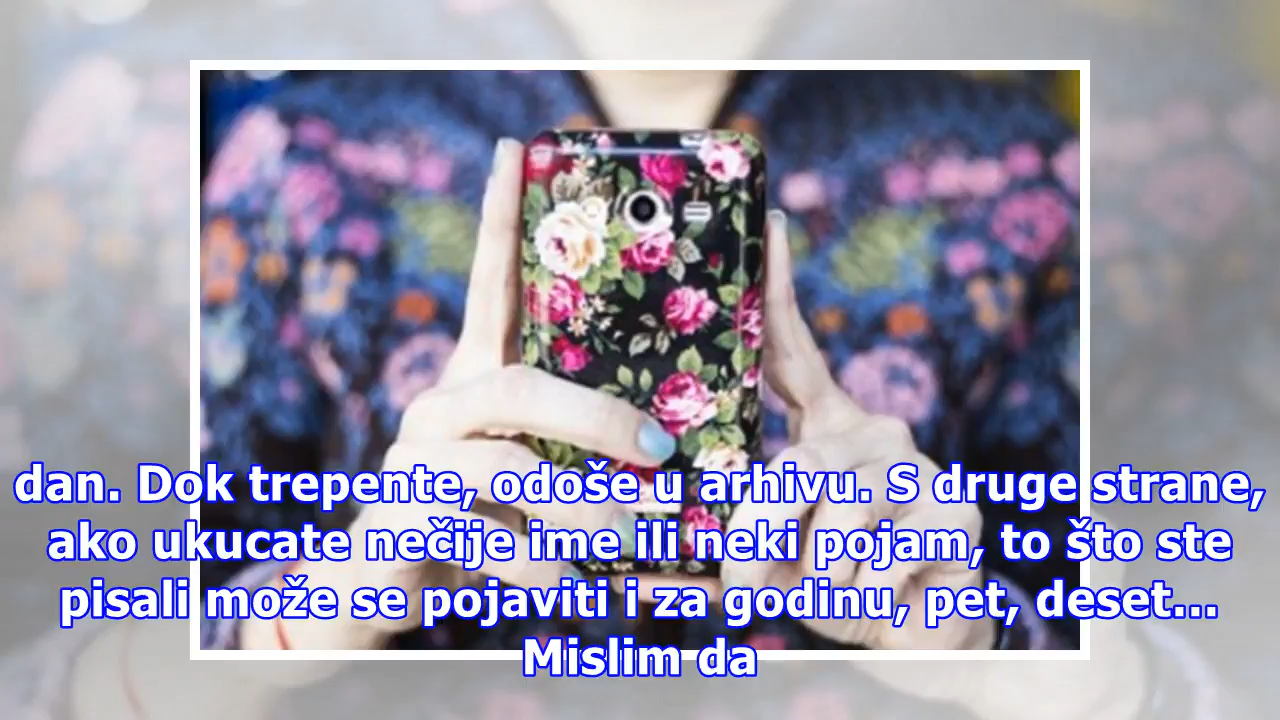 dan. Dok trepente, odoše u arhivu. S druge strane,
ako ukucate nečije ime ili neki pojam, to što ste
pisali može se pojaviti i za godinu, pet, deset...
Mislim da